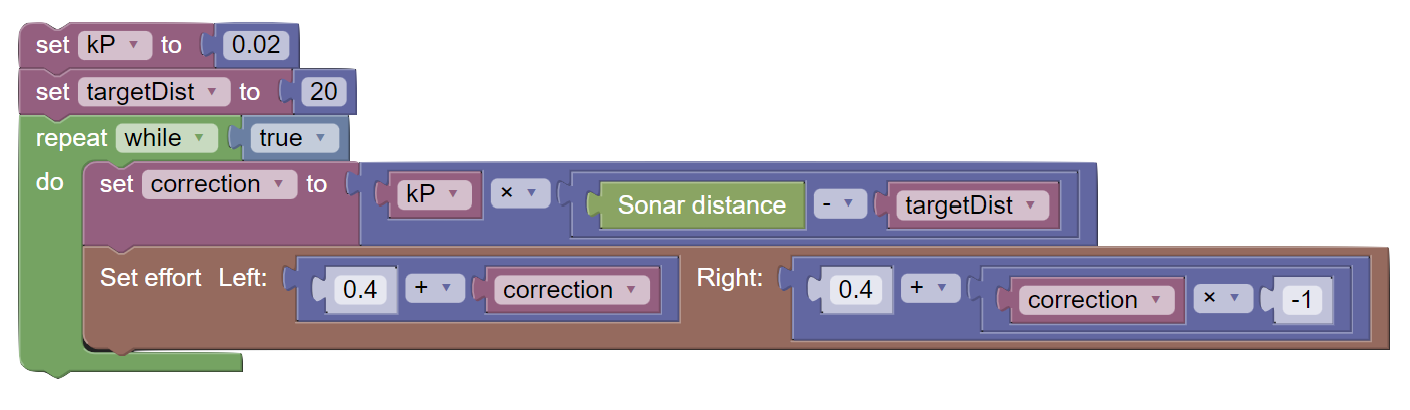 set kP ▾ to 0.02
set targetDist ▾ to 20
repeat while ▾ true ▾
do set correction ▾ to kP ▾ × ▾ Sonar distance - ▾ targetDist ▾
Set effort Left: 0.4 + ▾ correction ▾ Right: 0.4 + ▾ correction ▾ × ▾ -1